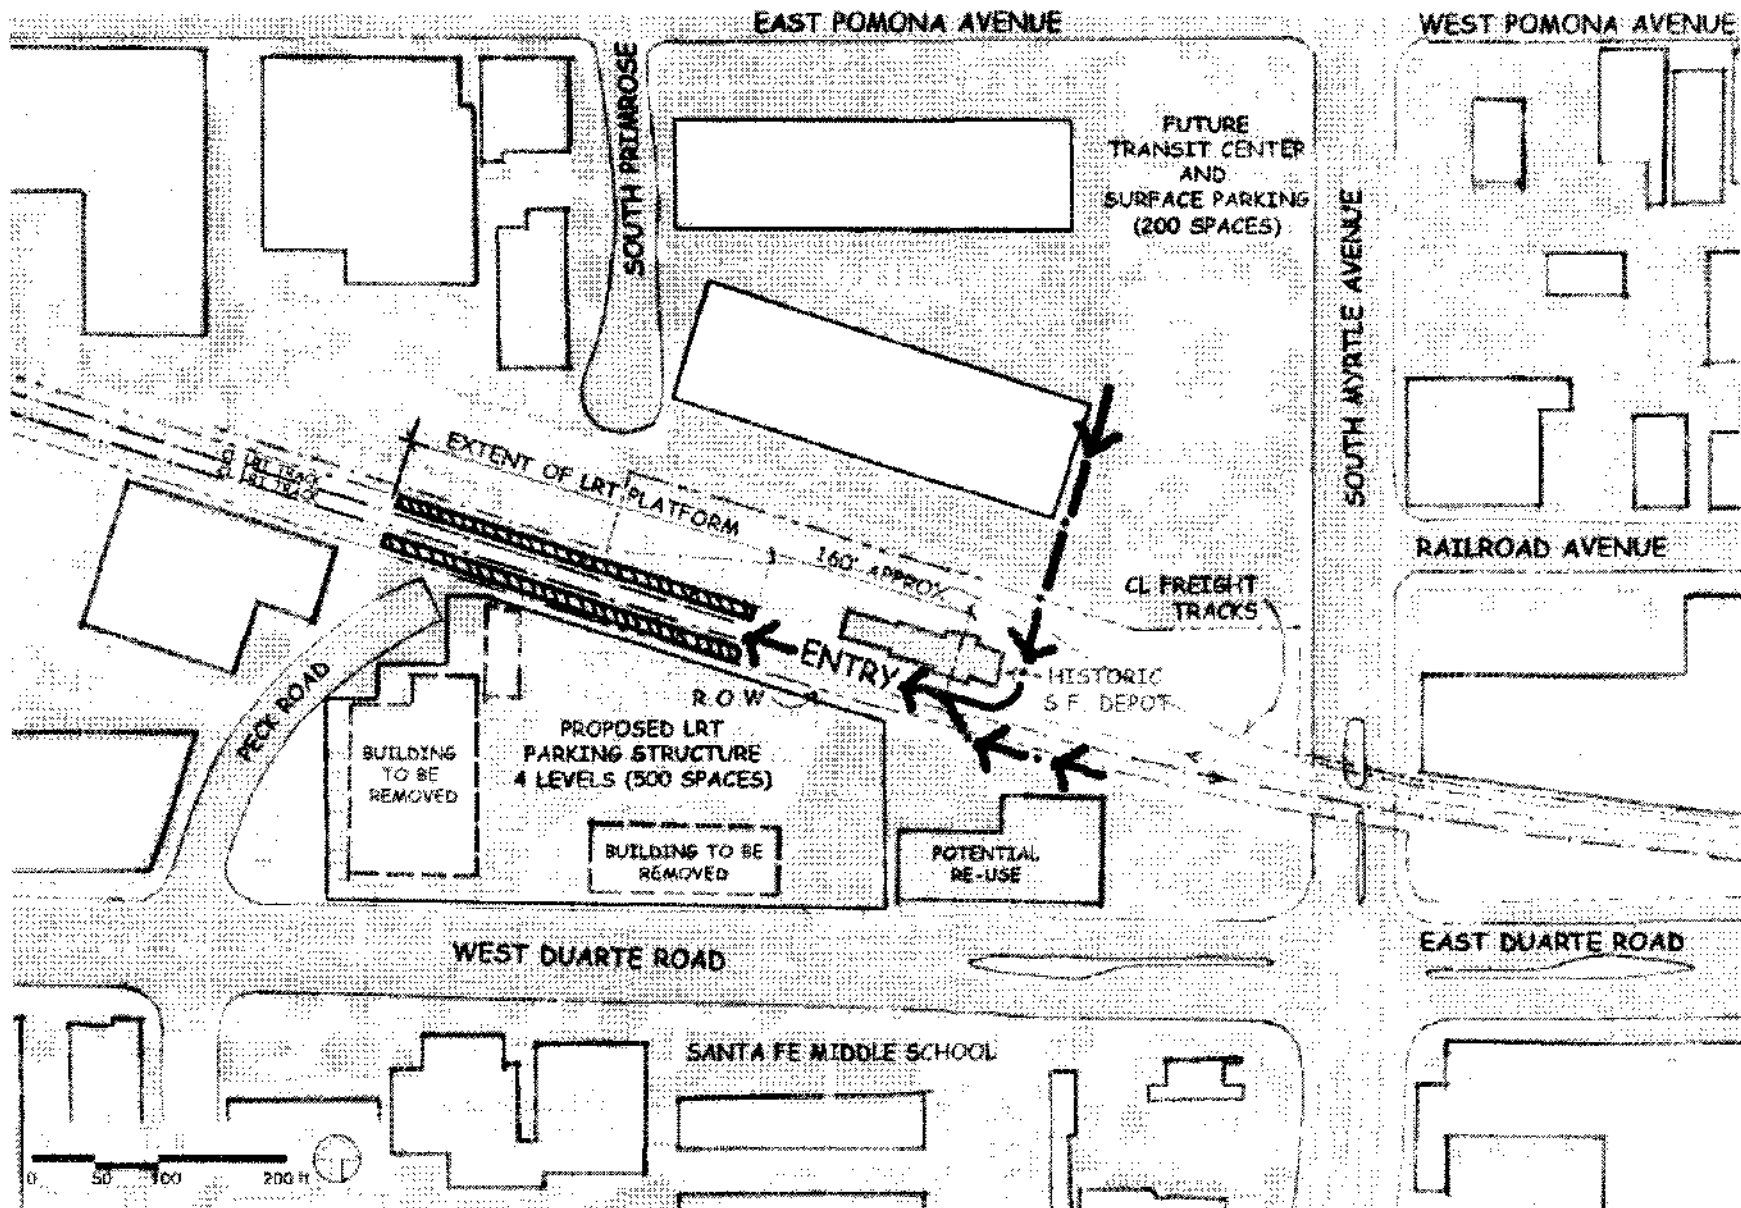 EAST POMONA AVENUE
WEST POMONA AVENUE
SOUTH PRIMROSE
FUTURE
TRANSIT CENTER
AND
SURFACE PARKING
(200 SPACES)
SOUTH MYRTLE AVENUE
EXTENT OF LRT PLATFORM
160' APPROX
RAILROAD AVENUE
CL FREIGHT
TRACKS
ENTRY
HISTORIC
S.F. DEPOT
R.O.W
PECK ROAD
PROPOSED LRT
PARKING STRUCTURE
4 LEVELS (500 SPACES)
BUILDING
TO BE
REMOVED
BUILDING TO BE
REMOVED
POTENTIAL
RE-USE
WEST DUARTE ROAD
EAST DUARTE ROAD
SANTA FE MIDDLE SCHOOL
0 50 100 200 ft